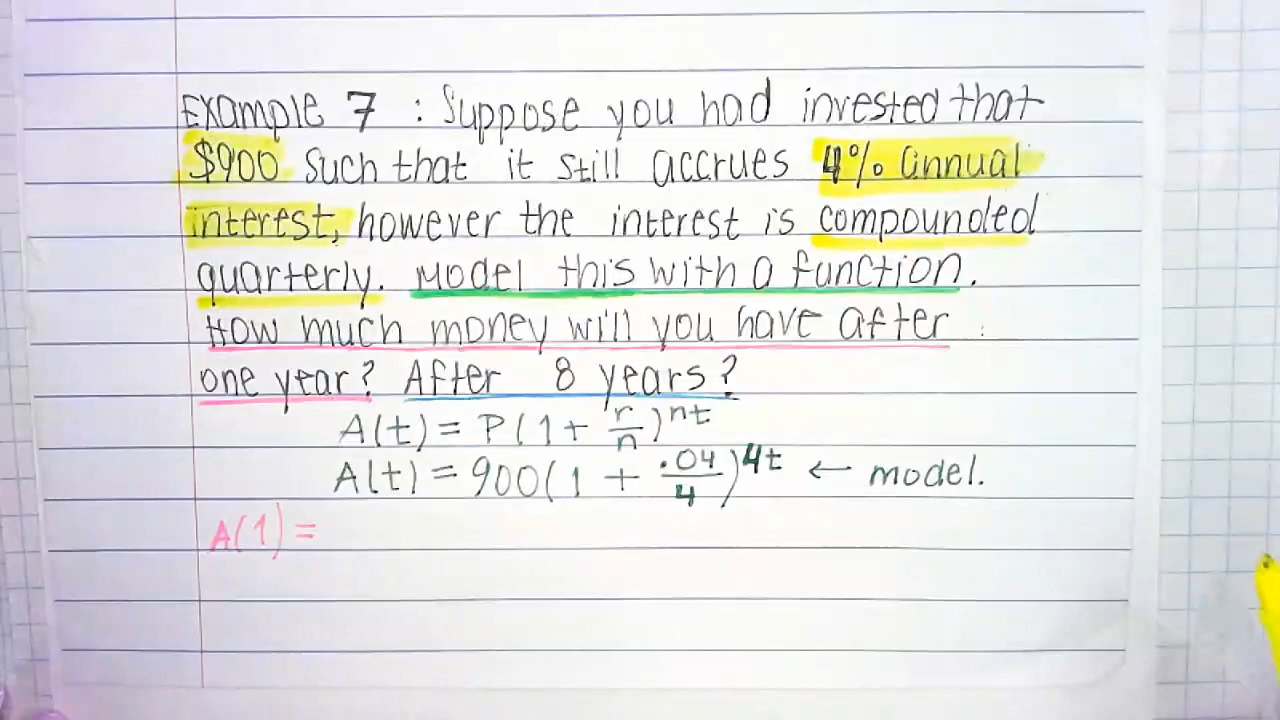 Example 7 : Suppose you had invested that
$900 such that it still accrues 4% annual
interest, however the interest is compounded
quarterly. Model this with a function.
How much money will you have after
one year? After 8 years?
A(t) = P(1 + r/n)^nt
A(t) = 900(1 + .04/4)^4t ← model.
A(1) =